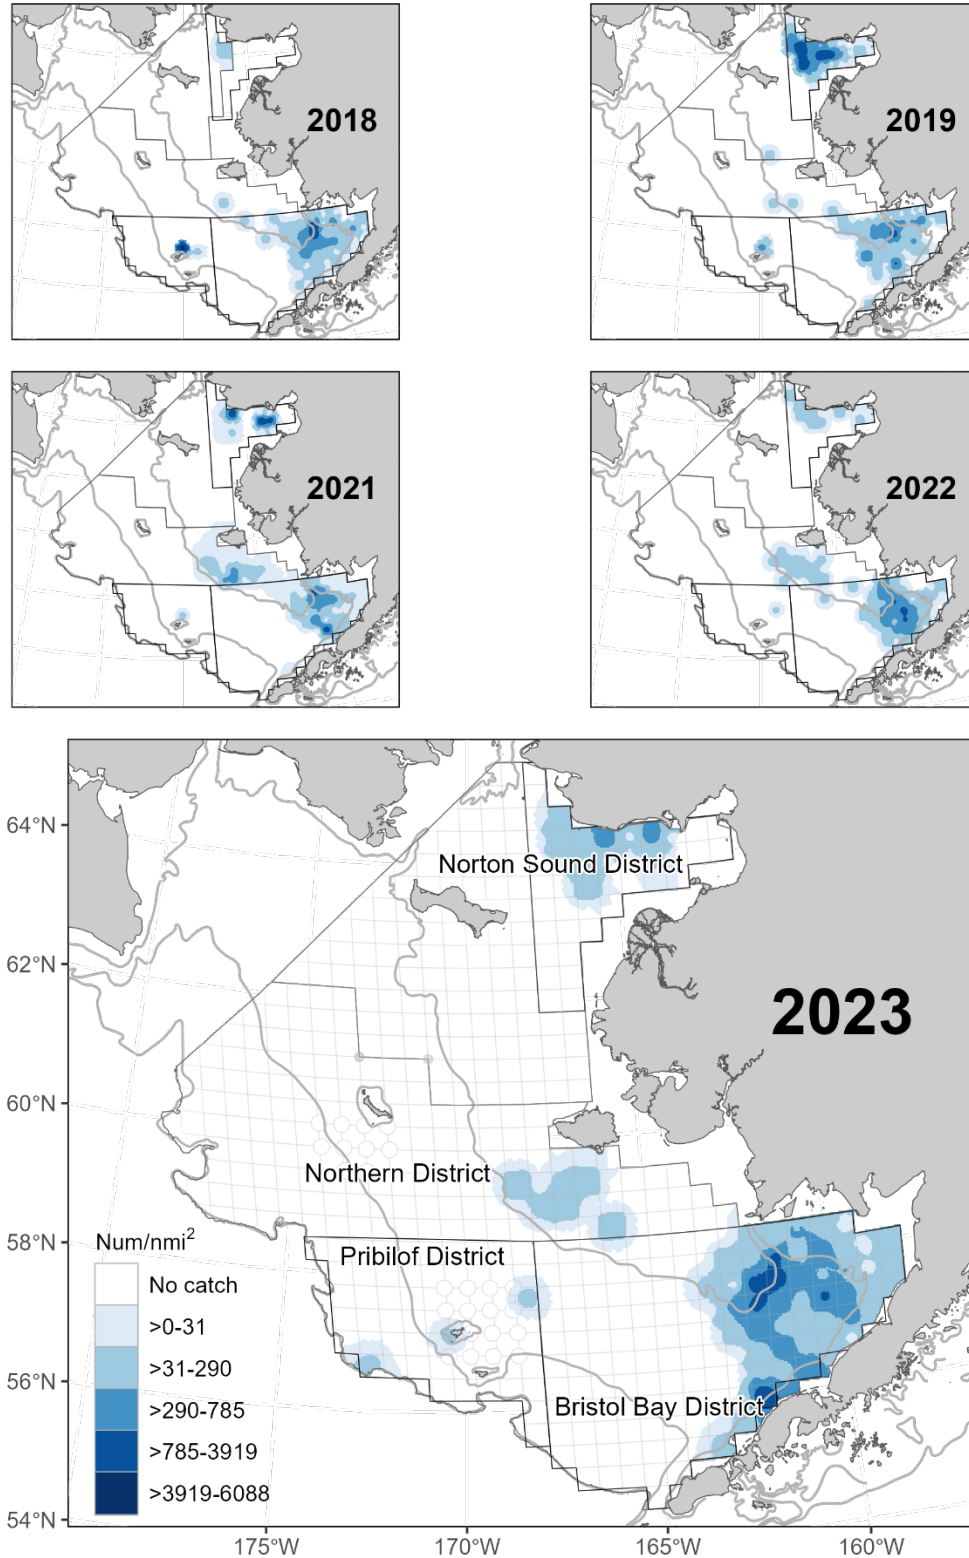 2018
2019
2021
2022
64°N
Norton Sound District
62°N
2023
60°N
Northern District
58°N
Num/nmi²
Pribilof District
No catch
>0-31
>31-290
56°N
>290-785
Bristol Bay District
>785-3919
>3919-6088
54°N
175°W 170°W 165°W 160°W